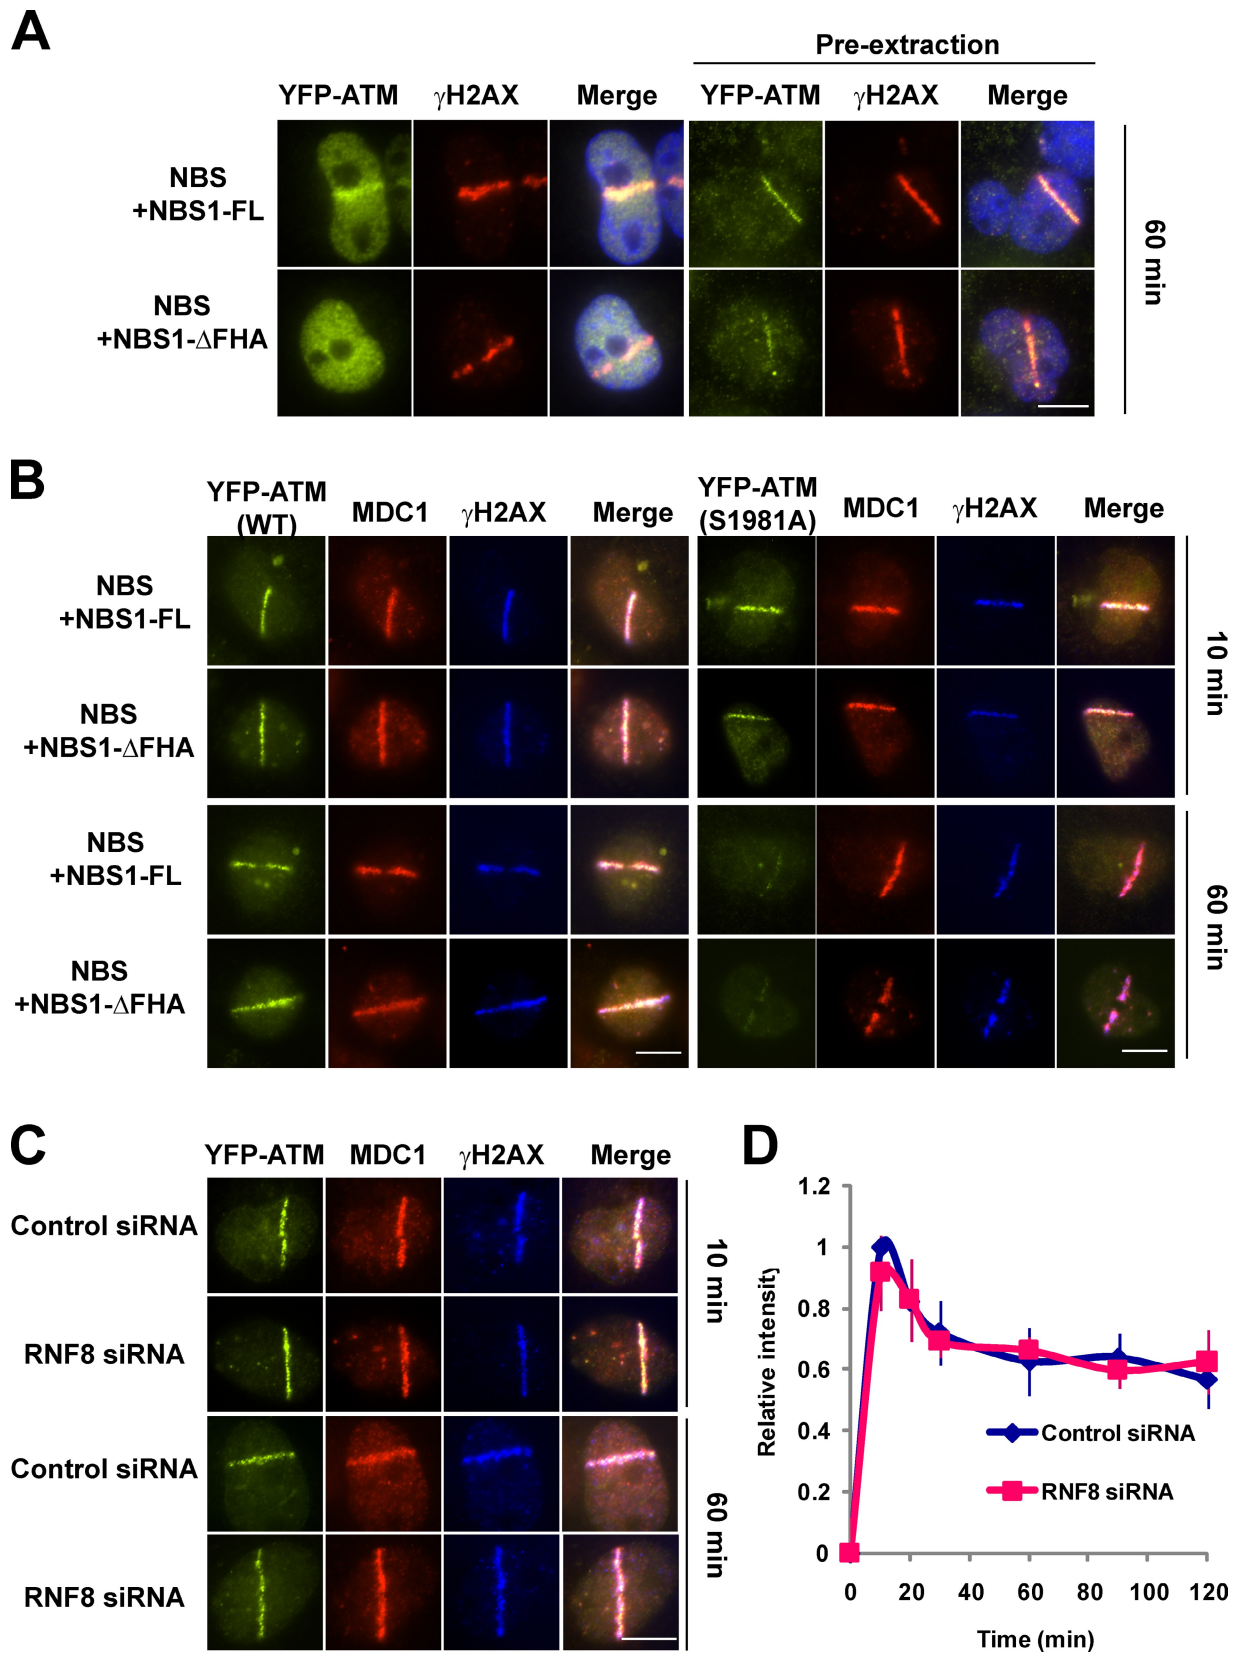 A
Pre-extraction
YFP-ATM γH2AX Merge YFP-ATM γH2AX Merge
NBS
+NBS1-FL
NBS
+NBS1-ΔFHA
60 min
B
YFP-ATM
(WT)
MDC1 γH2AX Merge
YFP-ATM
(S1981A)
MDC1 γH2AX Merge
NBS
+NBS1-FL
NBS
+NBS1-ΔFHA
10 min
NBS
+NBS1-FL
NBS
+NBS1-ΔFHA
60 min
C
YFP-ATM MDC1 γH2AX Merge
Control siRNA
RNF8 siRNA
10 min
Control siRNA
RNF8 siRNA
60 min
D
Relative intensity
1.2
1
0.8
0.6
0.4
0.2
0
Control siRNA
RNF8 siRNA
0 20 40 60 80 100 120
Time (min)